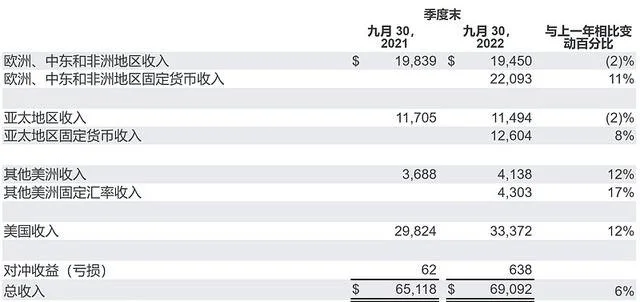 季度末
九月 30, 2021 九月 30, 2022 与上一年相比变动百分比
欧洲、中东和非洲地区收入 $ 19,839 $ 19,450 (2)%
欧洲、中东和非洲地区固定货币收入 22,093 11%
亚太地区收入 11,705 11,494 (2)%
亚太地区固定货币收入 12,604 8%
其他美洲收入 3,688 4,138 12%
其他美洲固定汇率收入 4,303 17%
美国收入 29,824 33,372 12%
对冲收益（亏损） 62 638
总收入 $ 65,118 $ 69,092 6%